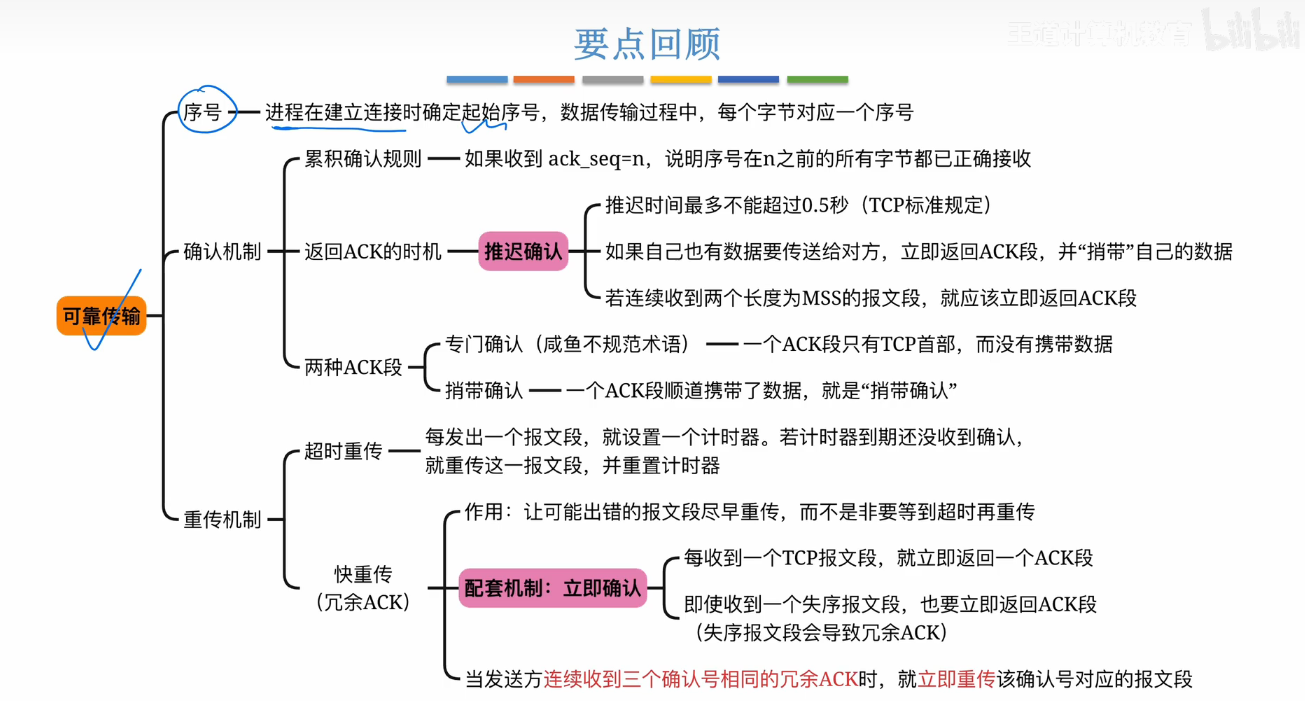 要点回顾
王道计算机教育
bilibili
序号
进程在建立连接时确定起始序号，数据传输过程中，每个字节对应一个序号
累积确认规则
如果收到 ack_seq=n，说明序号在n之前的所有字节都已正确接收
推迟时间最多不能超过0.5秒（TCP标准规定）
确认机制
返回ACK的时机
推迟确认
如果自己也有数据要传送给对方，立即返回ACK段，并“捎带”自己的数据
若连续收到两个长度为MSS的报文段，就应该立即返回ACK段
可靠传输
专门确认（咸鱼不规范术语）
一个ACK段只有TCP首部，而没有携带数据
两种ACK段
捎带确认
一个ACK段顺道携带了数据，就是“捎带确认”
超时重传
每发出一个报文段，就设置一个计时器。若计时器到期还没收到确认，
就重传这一报文段，并重置计时器
重传机制
作用：让可能出错的报文段尽早重传，而不是非要等到超时再重传
快重传
（冗余ACK）
配套机制：立即确认
每收到一个TCP报文段，就立即返回一个ACK段
即使收到一个失序报文段，也要立即返回ACK段
（失序报文段会导致冗余ACK）
当发送方连续收到三个确认号相同的冗余ACK时，就立即重传该确认号对应的报文段